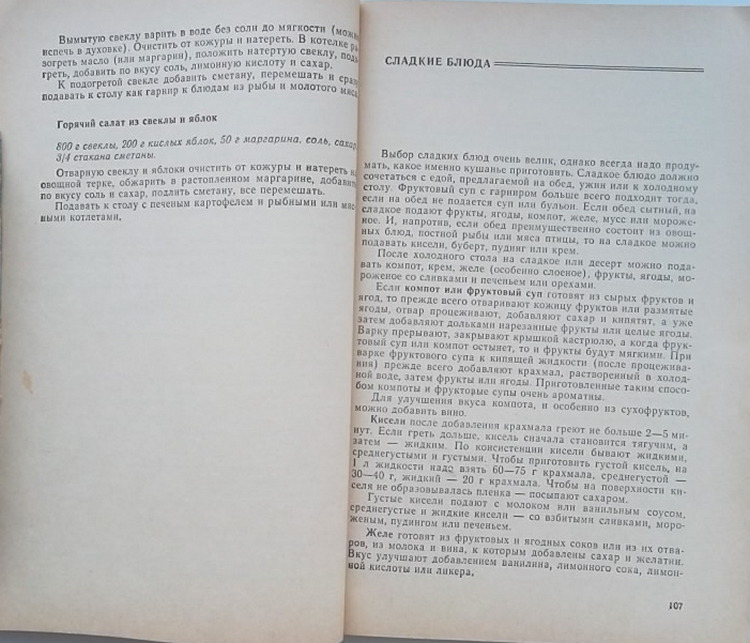 Вымытую свеклу варить в воде без соли до мягкости (можно
испечь в духовке). Очистить от кожуры и натереть. В котелке ра-
зогреть масло (или маргарин), положить натертую свеклу, подо-
греть, добавить по вкусу соль, лимонную кислоту и сахар.
К подогретой свекле добавить сметану, перемешать и сразу
подавать к столу как гарнир к блюдам из рыбы и молотого мяса.
Горячий салат из свеклы и яблок
800 г свеклы, 200 г кислых яблок, 50 г маргарина, соль, сахар,
3/4 стакана сметаны.
Отварную свеклу и яблоки очистить от кожуры и натереть на
овощной терке, обжарить в растопленном маргарине, добавить
по вкусу соль и сахар, подлить сметану, все перемешать.
Подавать к столу с печеным картофелем и рыбными или мяс-
ными котлетами.
СЛАДКИЕ БЛЮДА
Выбор сладких блюд очень велик, однако всегда надо проду-
мать, какое именно кушанье приготовить. Сладкое блюдо должно
сочетаться с едой, предлагаемой на обед, ужин или к холодному
столу. Фруктовый суп с гарниром больше всего подходит тогда,
если на обед не подается суп или бульон. Если обед сытный, на
сладкое подают фрукты, ягоды, компот, желе, мусс или мороже-
ное. И, напротив, если обед преимущественно состоит из овощ-
ных блюд, постной рыбы или мяса птицы, то на сладкое можно
подавать кисели, буберт, пудинг или крем.
После холодного стола на сладкое или десерт можно пода-
вать компот, крем, желе (особенно слоеное), фрукты, ягоды, мо-
роженое со сливками и печеньем или орехами.
Если компот или фруктовый суп готовят из сырых фруктов и
ягод, то прежде всего отваривают кожицу фруктов или размятые
ягоды, отвар процеживают, добавляют сахар и кипятят, а уже
затем добавляют дольками нарезанные фрукты или целые ягоды.
Варку прерывают, закрывают крышкой кастрюлю, а когда фрук-
товый суп или компот остынет, то и фрукты будут мягкими. При
варке фруктового супа к кипящей жидкости (после процежива-
ния) прежде всего добавляют крахмал, растворенный в холод-
ной воде, затем фрукты или ягоды. Приготовленные таким спосо-
бом компоты и фруктовые супы очень ароматны.
Для улучшения вкуса компота, и особенно из сухофруктов,
можно добавить вино.
Кисели после добавления крахмала греют не больше 2—5 ми-
нут. Если греть дольше, кисель сначала становится тягучим, а
затем — жидким. По консистенции кисели бывают жидкими,
среднегустыми и густыми. Чтобы приготовить густой кисель, на
1 л жидкости надо взять 60—75 г крахмала, среднегустой —
30—40 г, жидкий — 20 г крахмала. Чтобы на поверхности ки-
селя не образовывалась пленка — посыпают сахаром.
Густые кисели подают с молоком или ванильным соусом,
среднегустые и жидкие кисели — со взбитыми сливками, моро-
женым, пудингом или печеньем.
Желе готовят из фруктовых и ягодных соков или из их отва-
ров, из молока и вина, к которым добавлены сахар и желатин.
Вкус улучшают добавлением ванилина, лимонного сока, лимон-
ной кислоты или ликера.
107